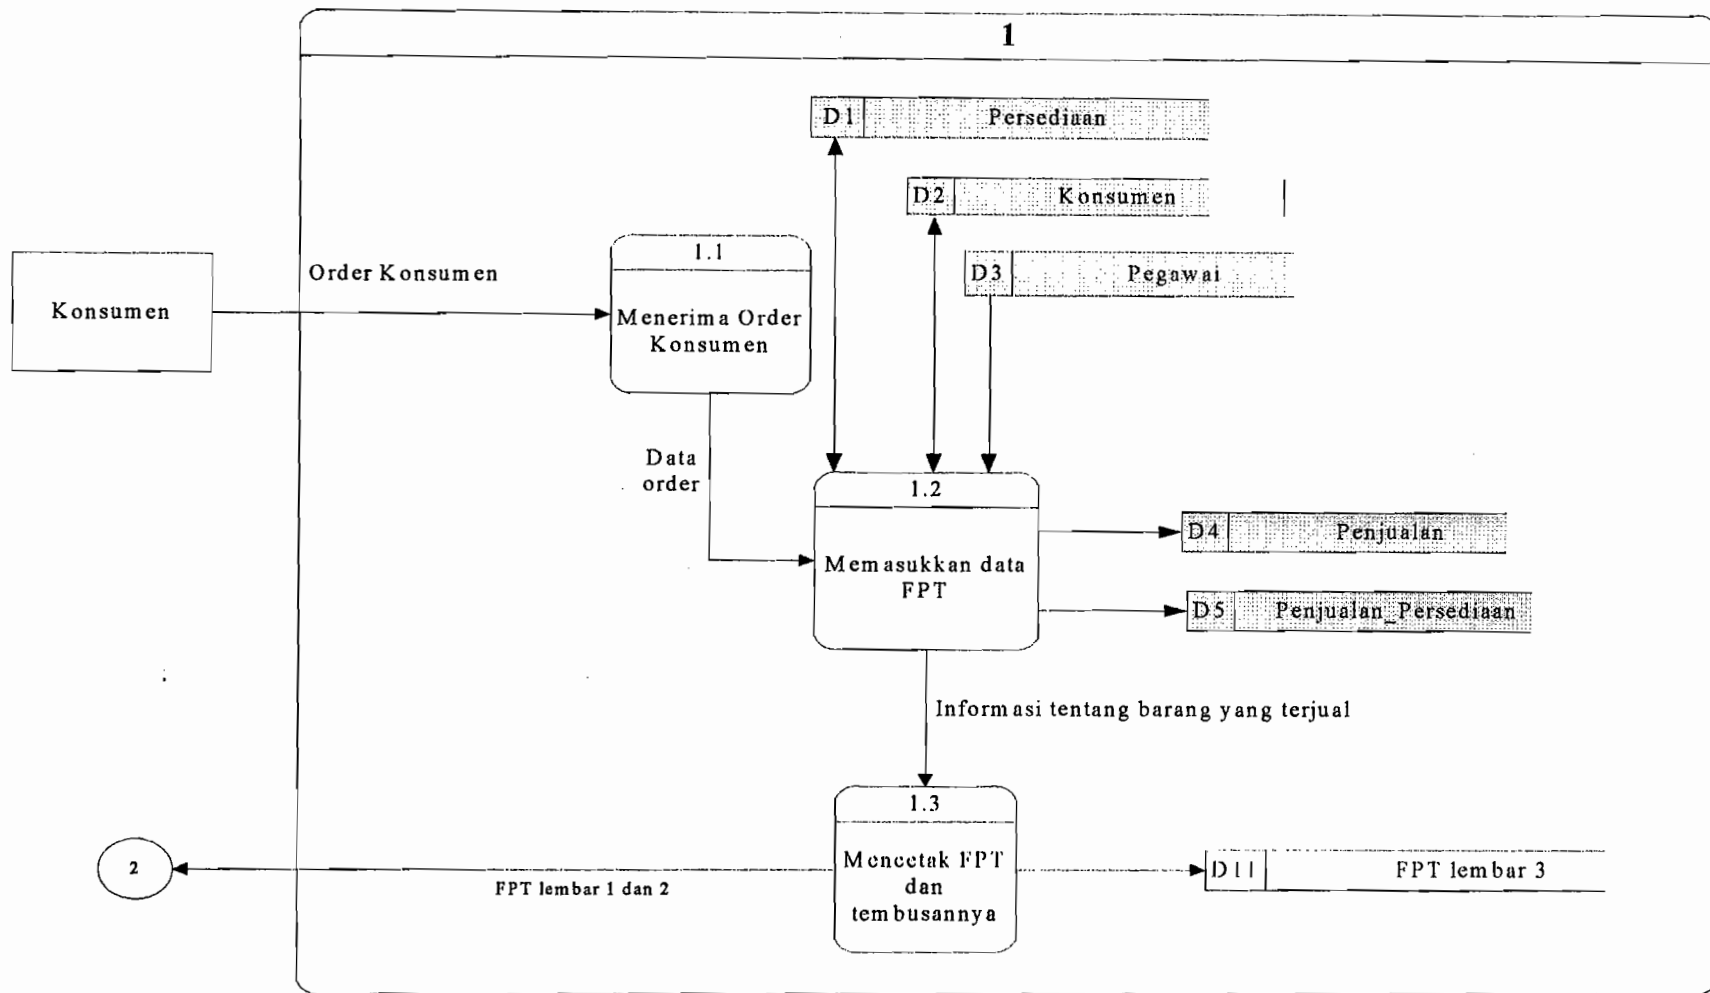 1
D1 Persediaan
D2 Konsumen
D3 Pegawai
1.1
Order Konsumen
Konsumen
Menerima Order
Konsumen
Data
order
1.2
Memasukkan data
FPT
D4 Penjualan
D5 Penjualan_Persediaan
Informasi tentang barang yang terjual
1.3
Mencetak FPT
dan
tembusannya
2
FPT lembar 1 dan 2
D11 FPT lembar 3